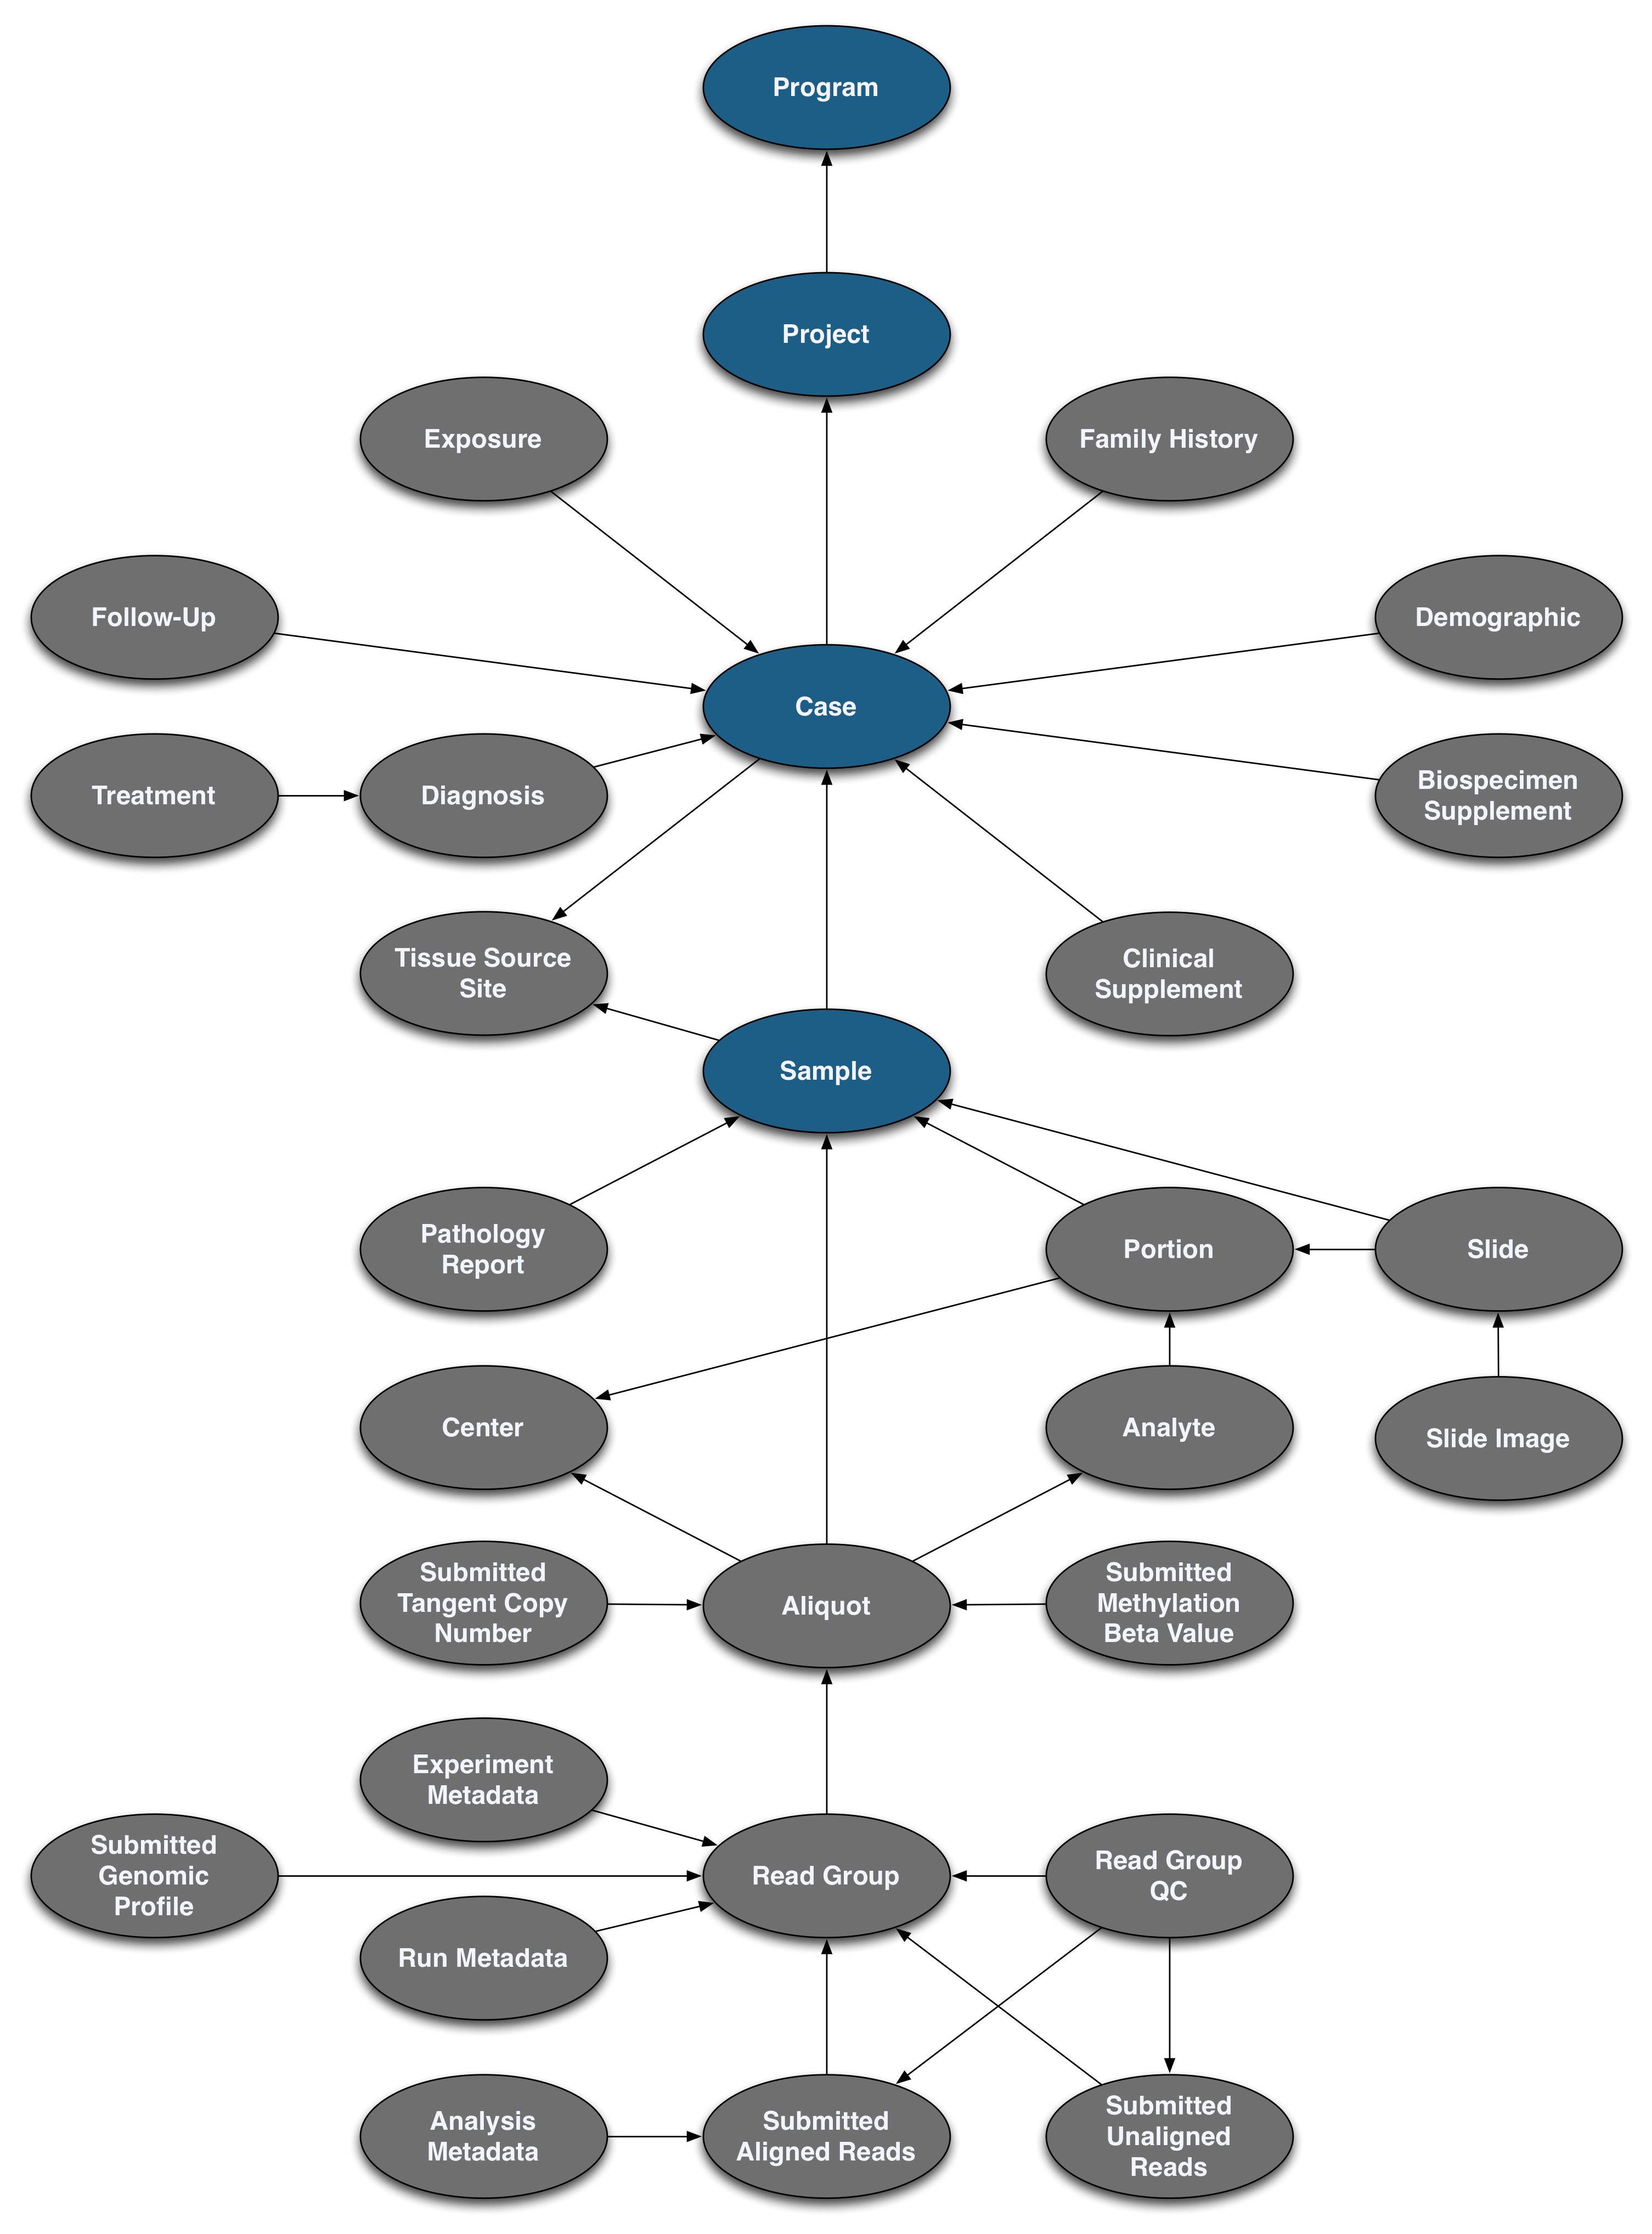 Program
Project
Exposure
Family History
Follow-Up
Demographic
Case
Treatment
Diagnosis
Biospecimen
Supplement
Tissue Source
Site
Clinical
Supplement
Sample
Pathology
Report
Portion
Slide
Center
Analyte
Slide Image
Submitted
Tangent Copy
Number
Aliquot
Submitted
Methylation
Beta Value
Experiment
Metadata
Submitted
Genomic
Profile
Read Group
Read Group
QC
Run Metadata
Analysis
Metadata
Submitted
Aligned Reads
Submitted
Unaligned
Reads